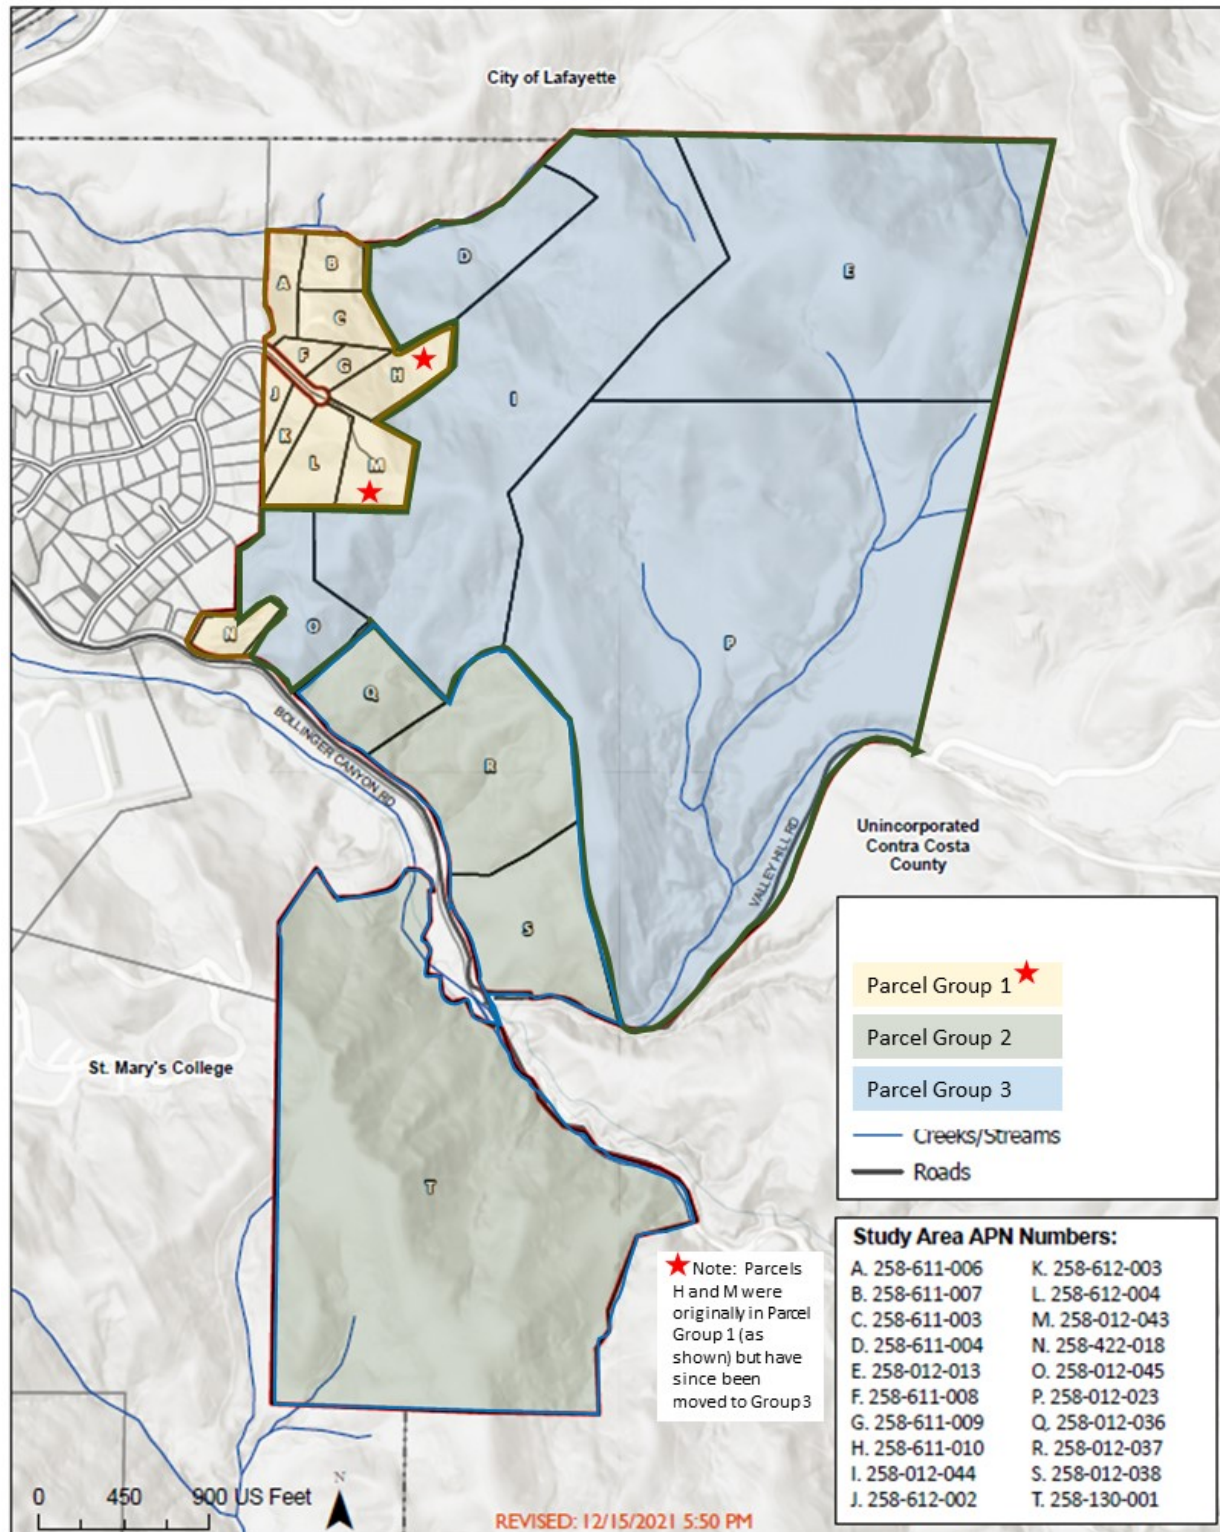 City of Lafayette
A
B
C
D
E
F
G
H
I
J
K
L
M
N
O
P
Q
R
S
T
BOLLINGER CANYON RD
VALLEY HILL RD
Unincorporated
Contra Costa
County
St. Mary's College
Parcel Group 1
Parcel Group 2
Parcel Group 3
Creeks/Streams
Roads
Note: Parcels
H and M were
originally in Parcel
Group 1 (as
shown) but have
since been
moved to Group 3
Study Area APN Numbers:
A. 258-611-006
B. 258-611-007
C. 258-611-003
D. 258-611-004
E. 258-012-013
F. 258-611-008
G. 258-611-009
H. 258-611-010
I. 258-012-044
J. 258-612-002
K. 258-612-003
L. 258-612-004
M. 258-012-043
N. 258-422-018
O. 258-012-045
P. 258-012-023
Q. 258-012-036
R. 258-012-037
S. 258-012-038
T. 258-130-001
0 450 900 US Feet
N
REVISED: 12/15/2021 5:50 PM